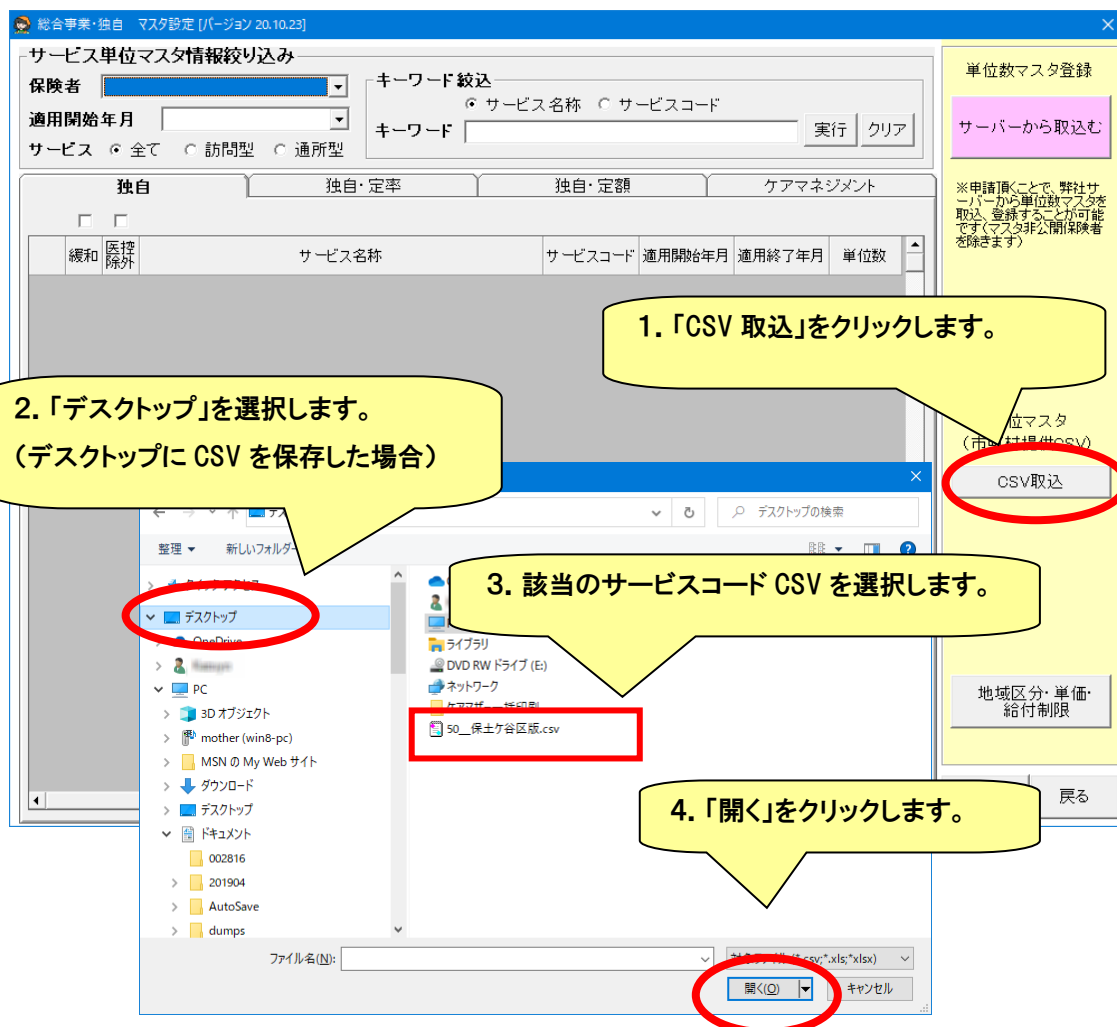 総合事業・独自 マスタ設定 [バージョン 20.10.23]
サービス単位マスタ情報絞り込み
保険者
適用開始年月
サービス 全て 訪問型 通所型
キーワード絞込
サービス名称 サービスコード
キーワード 実行 クリア
単位数マスタ登録
サーバーから取込む
※申請頂くことで、弊社サ
ーバーから単位数マスタを
取込、登録することが可能
です(マスタ非公開保険者
を除きます)
独自 独自・定率 独自・定額 ケアマネジメント
緩和 医控除外 サービス名称 サービスコード 適用開始年月 適用終了年月 単位数
1.「CSV 取込」をクリックします。
2.「デスクトップ」を選択します。
(デスクトップに CSV を保存した場合)
位マスタ
CSV取込
デスクトップの検索
整理 新しいフォルダー
3. 該当のサービスコード CSV を選択します。
デスクトップ
OneDrive
PC
3D オブジェクト
mother (win8-pc)
MSN の My Web サイト
ダウンロード
デスクトップ
ドキュメント
002816
201904
AutoSave
dumps
ライブラリ
DVD RW ドライブ (E:)
ネットワーク
50__保土ケ谷区版.csv
地域区分・単価・
給付制限
戻る
4.「開く」をクリックします。
ファイル名(N):
開く(O) キャンセル